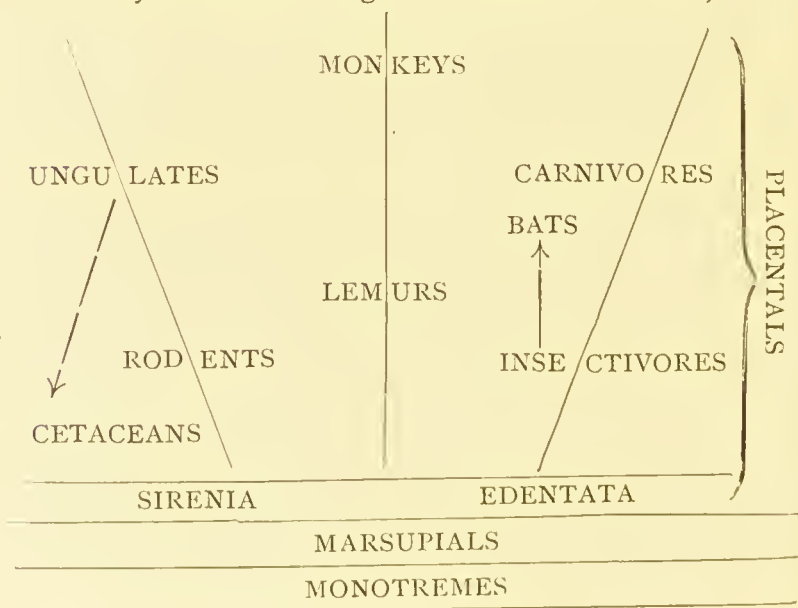 MONKEYS
UNGULATES
CARNIVORES
BATS
LEMURS
RODENTS
INSECTIVORES
CETACEANS
PLACENTALS
SIRENIA
EDENTATA
MARSUPIALS
MONOTREMES